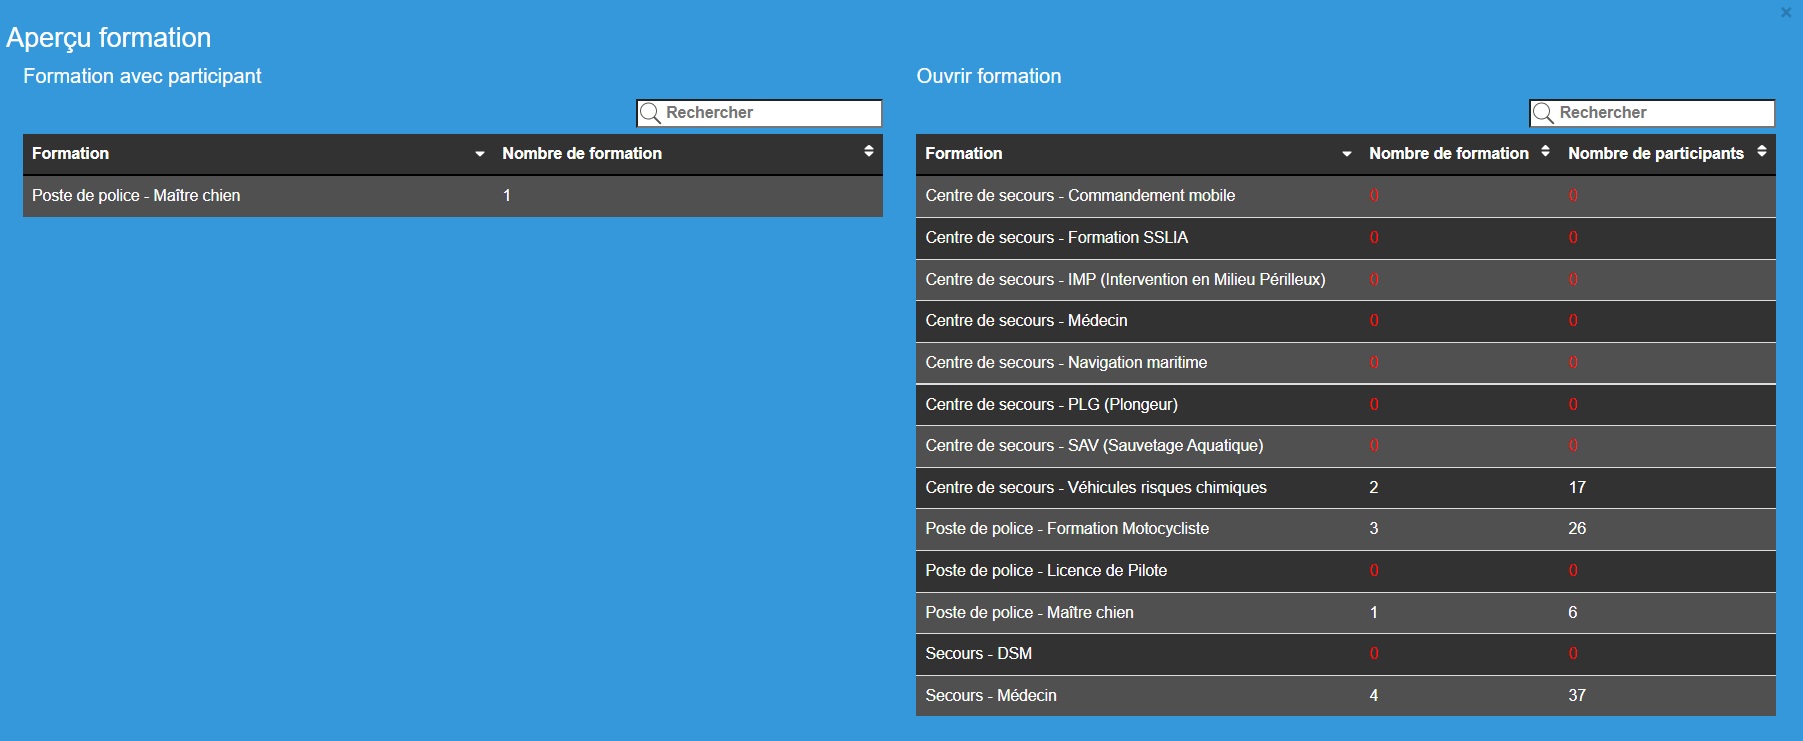 ×
Aperçu formation
Formation avec participant
Rechercher
Formation Nombre de formation
Poste de police - Maître chien 1
Ouvrir formation
Rechercher
Formation Nombre de formation Nombre de participants
Centre de secours - Commandement mobile 0 0
Centre de secours - Formation SSLIA 0 0
Centre de secours - IMP (Intervention en Milieu Périlleux) 0 0
Centre de secours - Médecin 0 0
Centre de secours - Navigation maritime 0 0
Centre de secours - PLG (Plongeur) 0 0
Centre de secours - SAV (Sauvetage Aquatique) 0 0
Centre de secours - Véhicules risques chimiques 2 17
Poste de police - Formation Motocycliste 3 26
Poste de police - Licence de Pilote 0 0
Poste de police - Maître chien 1 6
Secours - DSM 0 0
Secours - Médecin 4 37